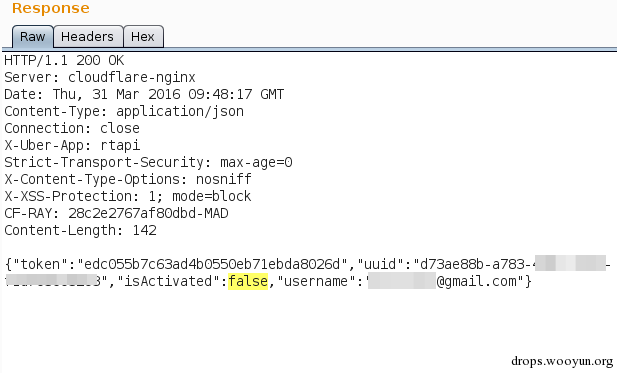 Response
Raw Headers Hex
HTTP/1.1 200 OK
Server: cloudflare-nginx
Date: Thu, 31 Mar 2016 09:48:17 GMT
Content-Type: application/json
Connection: close
X-Uber-App: rtapi
Strict-Transport-Security: max-age=0
X-Content-Type-Options: nosniff
X-XSS-Protection: 1; mode=block
CF-RAY: 28c2e2767af80dbd-MAD
Content-Length: 142
{"token":"edc055b7c63ad4b0550eb71ebda8026d","uuid":"d73ae88b-a783-4
","isActivated":false,"username":"@gmail.com"}
drops.wooyun.org